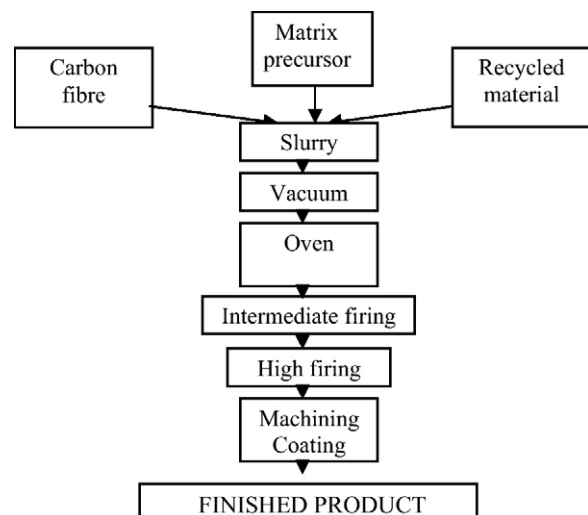 Matrix
precursor
Carbon
fibre
Recycled
material
Slurry
Vacuum
Oven
Intermediate firing
High firing
Machining
Coating
FINISHED PRODUCT